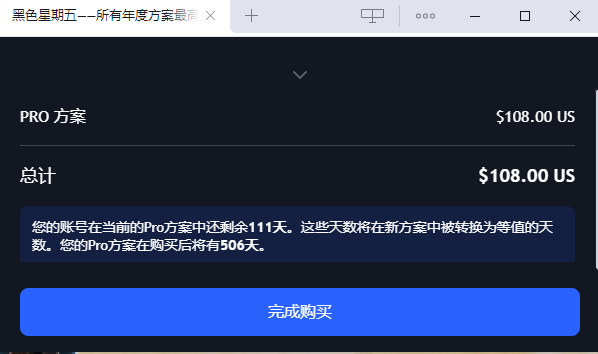 黑色星期五——所有年度方案最高
PRO 方案
$108.00 US
总计
$108.00 US
您的账号在当前的Pro方案中还剩余111天。这些天数将在新方案中被转换为等值的天
数。您的Pro方案在购买后将有506天。
完成购买